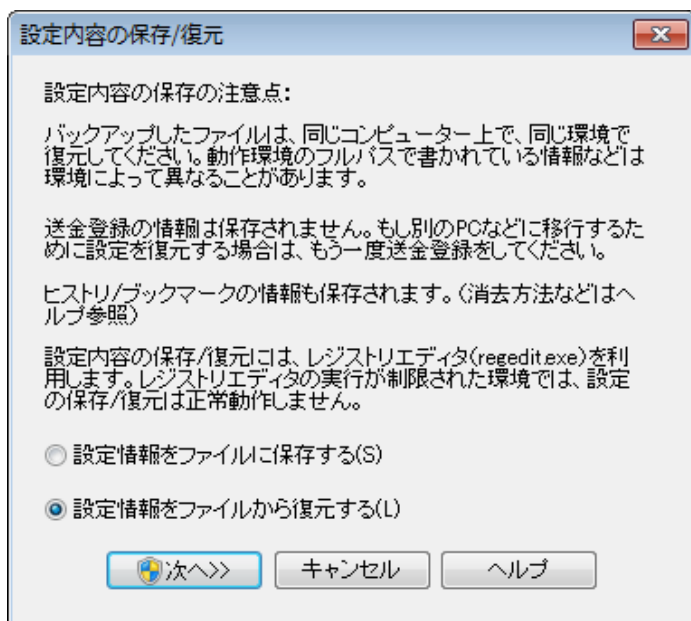 設定内容の保存/復元
設定内容の保存の注意点:
バックアップしたファイルは、同じコンピューター上で、同じ環境で
復元してください。動作環境のフルパスで書かれている情報などは
環境によって異なることがあります。
送金登録の情報は保存されません。もし別のPCなどに移行するた
めに設定を復元する場合は、もう一度送金登録をしてください。
ヒストリ/ブックマークの情報も保存されます。(消去方法などはヘ
ルプ参照)
設定内容の保存/復元には、レジストリエディタ(regedit.exe)を利
用します。レジストリエディタの実行が制限された環境では、設定
の保存/復元は正常動作しません。
設定情報をファイルに保存する(S)
設定情報をファイルから復元する(L)
次へ>>
キャンセル
ヘルプ